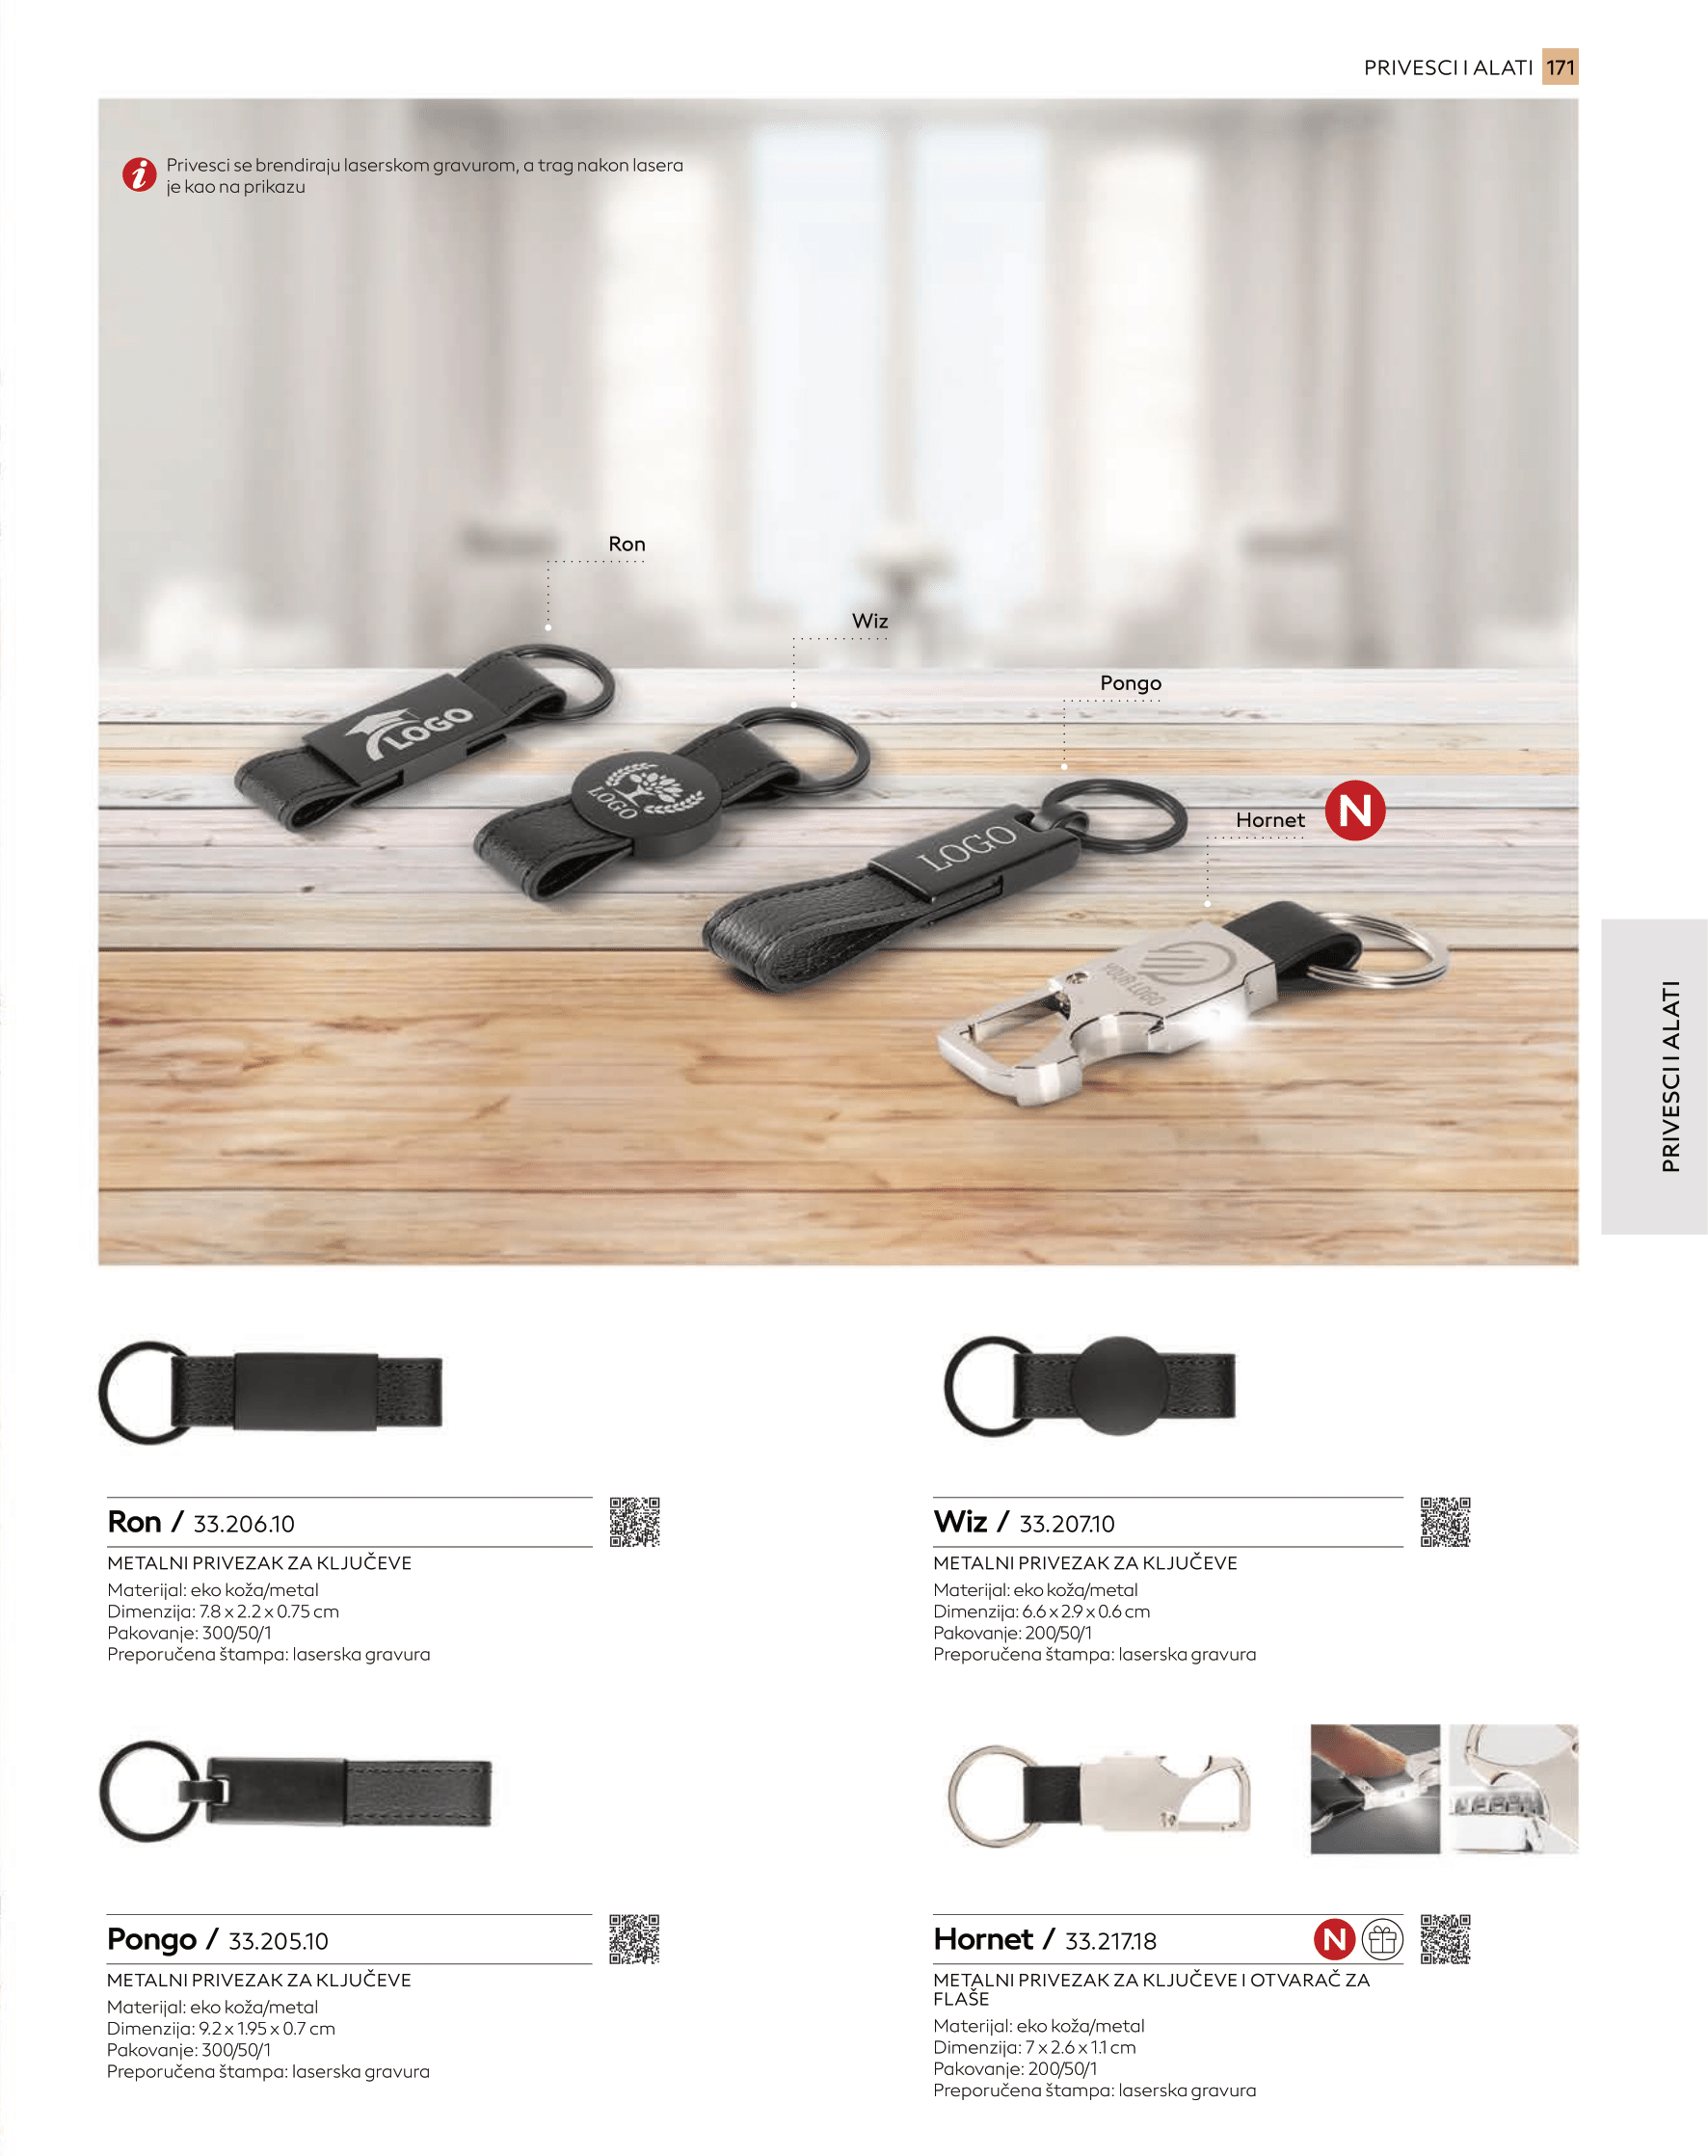 PRIVESCI I ALATI 171
Privesci se brendiraju laserskom gravurom, a trag nakon lasera
je kao na prikazu
Ron
Wiz
Pongo
Hornet N
LOGO
LOGO
LOGO
YOUR LOGO
PRIVESCI I ALATI
Ron / 33.206.10
METALNI PRIVEZAK ZA KLJUČEVE
Materijal: eko koža/metal
Dimenzija: 7.8 x 2.2 x 0.75 cm
Pakovanje: 300/50/1
Preporučena štampa: laserska gravura
Wiz / 33.207.10
METALNI PRIVEZAK ZA KLJUČEVE
Materijal: eko koža/metal
Dimenzija: 6.6 x 2.9 x 0.6 cm
Pakovanje: 200/50/1
Preporučena štampa: laserska gravura
Pongo / 33.205.10
METALNI PRIVEZAK ZA KLJUČEVE
Materijal: eko koža/metal
Dimenzija: 9.2 x 1.95 x 0.7 cm
Pakovanje: 300/50/1
Preporučena štampa: laserska gravura
Hornet / 33.217.18 N
METALNI PRIVEZAK ZA KLJUČEVE I OTVARAČ ZA
FLAŠE
Materijal: eko koža/metal
Dimenzija: 7 x 2.6 x 1.1 cm
Pakovanje: 200/50/1
Preporučena štampa: laserska gravura